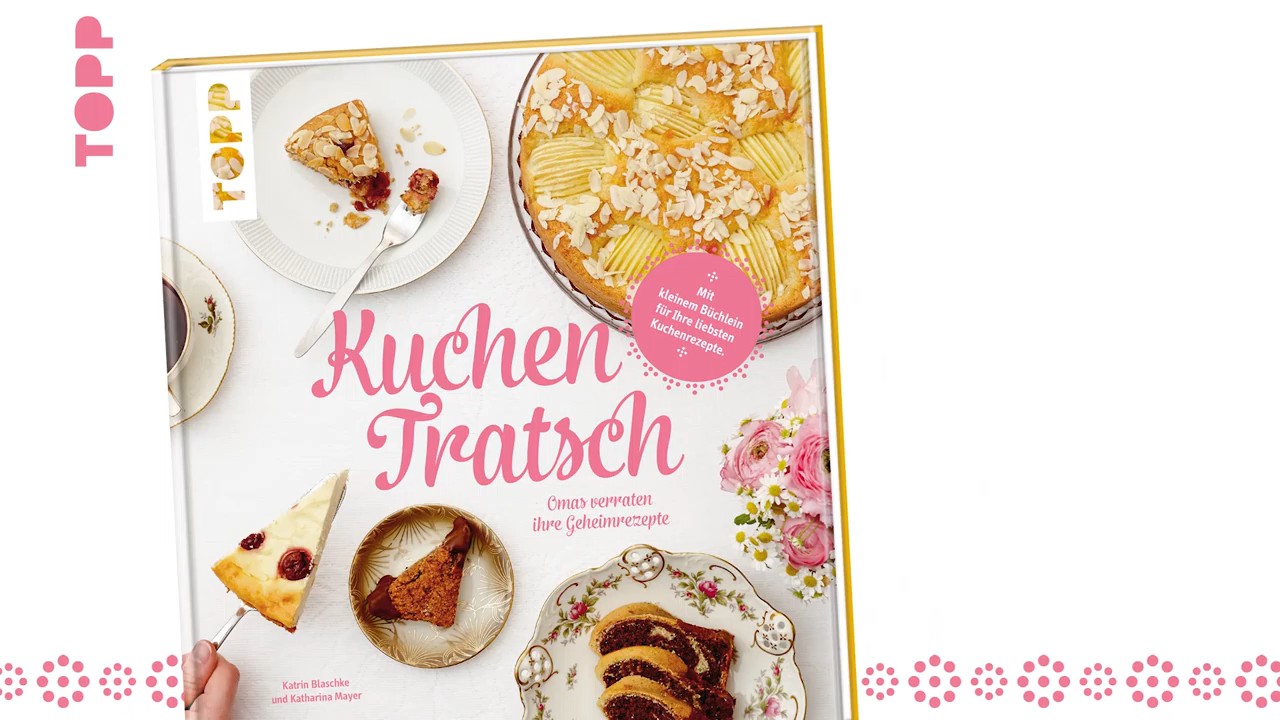 TOPP
TOPP
Mit
kleinem Büchlein
für Ihre liebsten
Kuchenrezepte.
Kuchen
Tratsch
Omas verraten
ihre Geheimrezepte
Katrin Blaschke
und Katharina Mayer